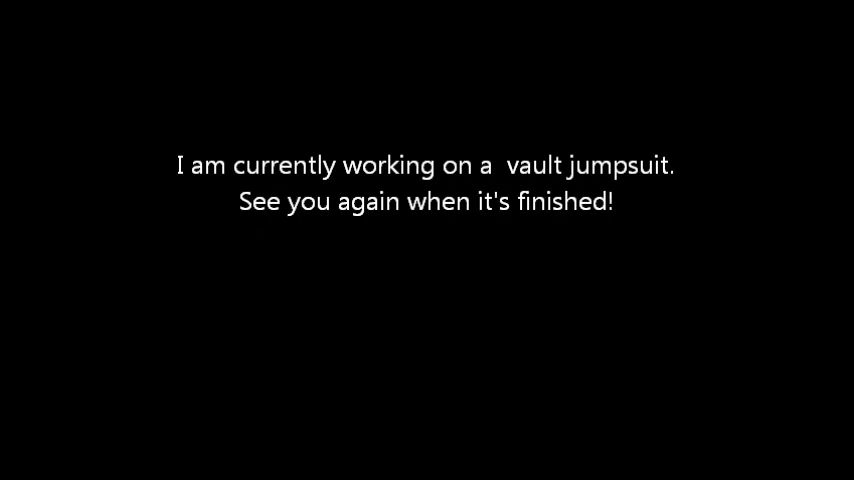 I am currently working on a  vault jumpsuit.
See you again when it's finished!